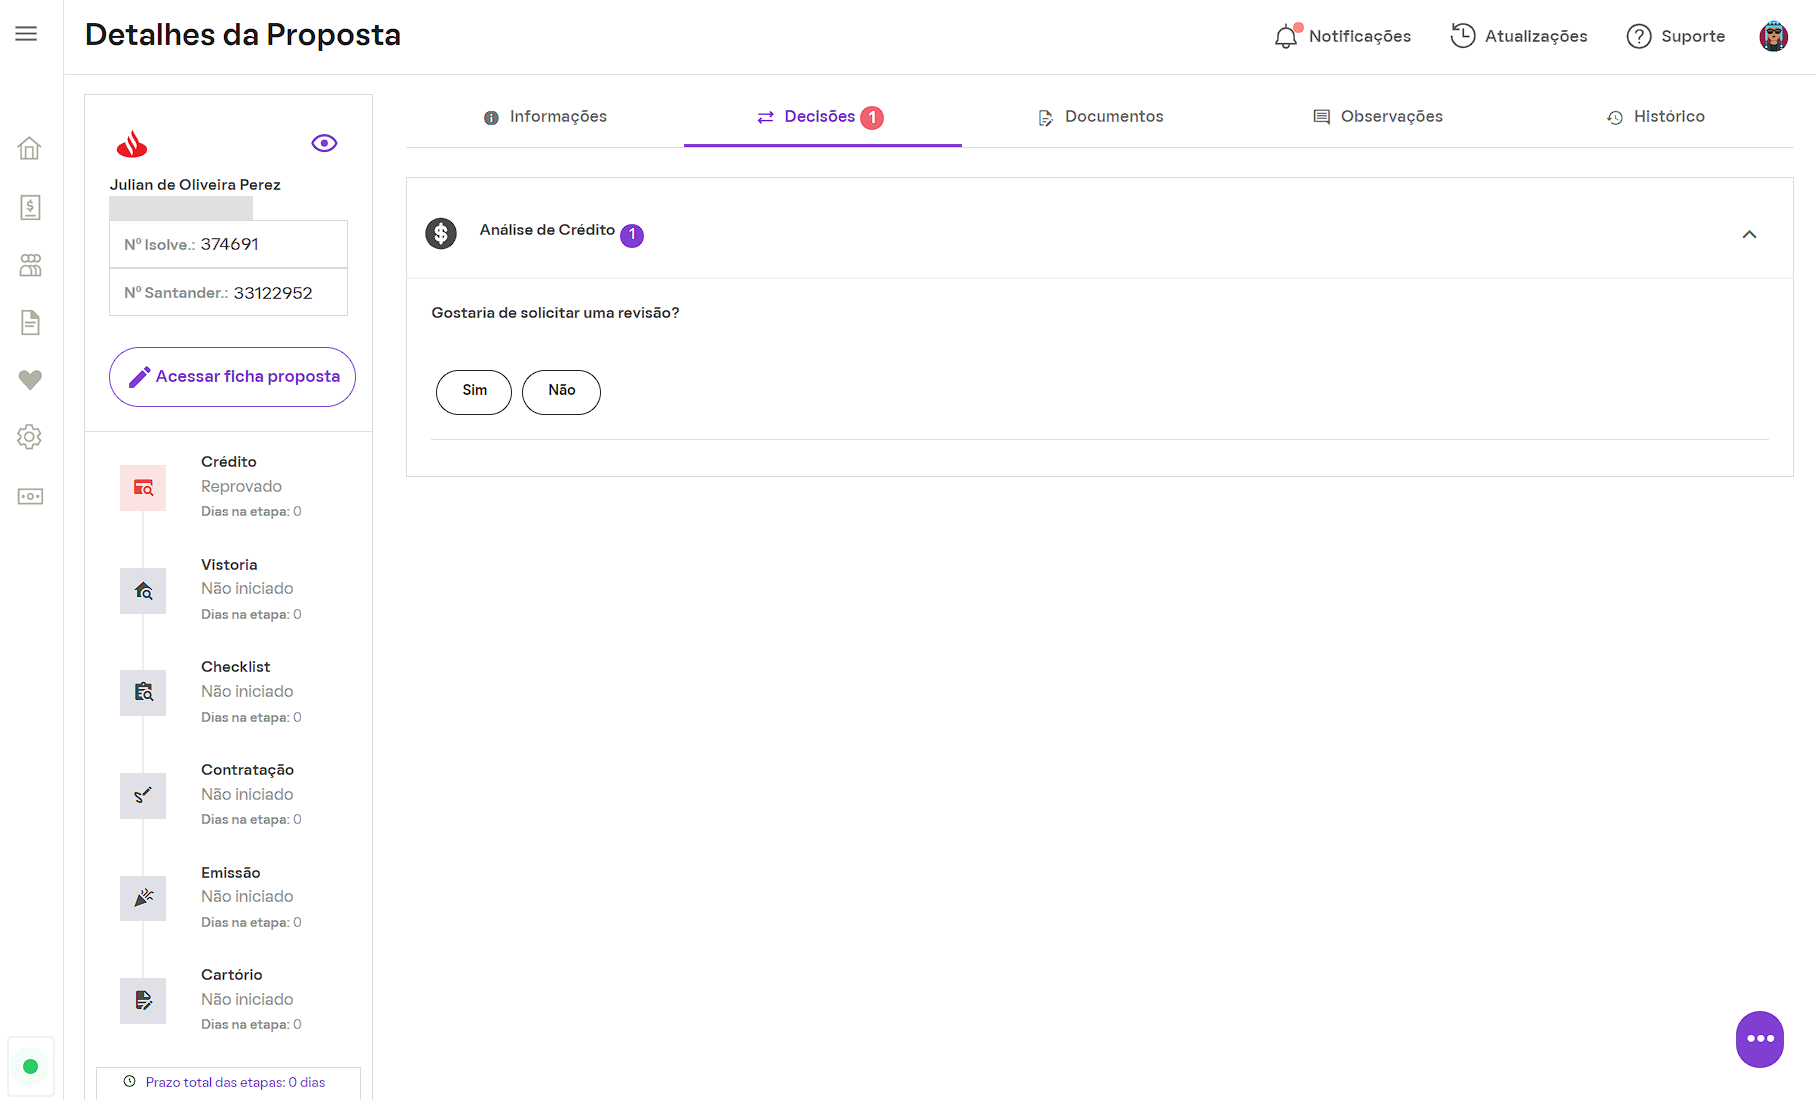 Detalhes da Proposta
Notificações
Atualizações
Suporte
Julian de Oliveira Perez
Nº Isolve.: 374691
Nº Santander.: 33122952
Acessar ficha proposta
Crédito
Reprovado
Dias na etapa: 0
Vistoria
Não iniciado
Dias na etapa: 0
Checklist
Não iniciado
Dias na etapa: 0
Contratação
Não iniciado
Dias na etapa: 0
Emissão
Não iniciado
Dias na etapa: 0
Cartório
Não iniciado
Dias na etapa: 0
Prazo total das etapas: 0 dias
Informações
Decisões 1
Documentos
Observações
Histórico
Análise de Crédito 1
Gostaria de solicitar uma revisão?
Sim
Não